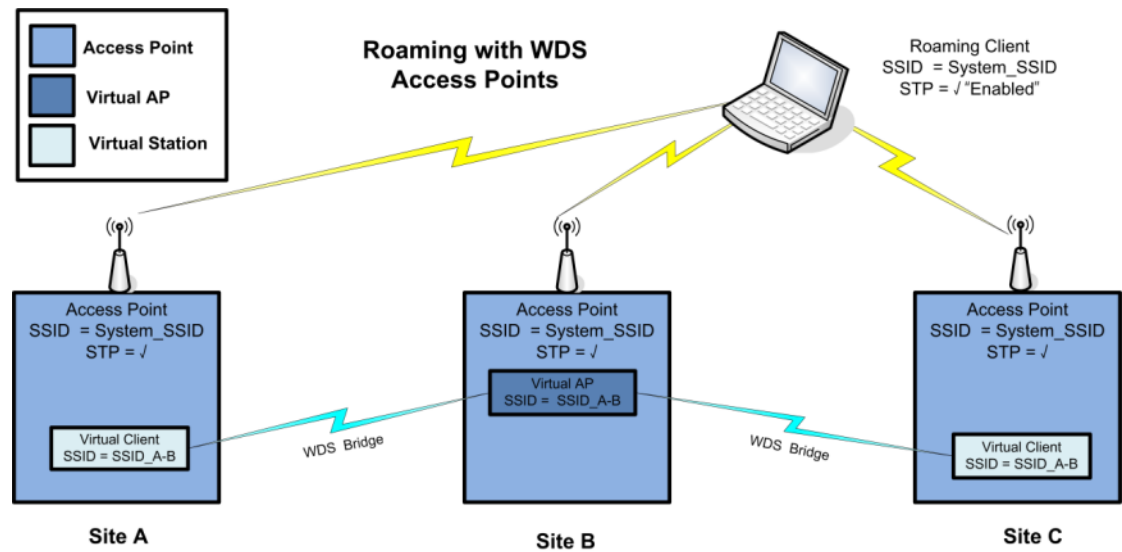 Access Point
Virtual AP
Virtual Station
Roaming with WDS
Access Points
Roaming Client
SSID = System_SSID
STP = √ “Enabled”
Access Point
SSID = System_SSID
STP = √
Virtual Client
SSID = SSID_A-B
WDS Bridge
Access Point
SSID = System_SSID
STP = √
Virtual AP
SSID = SSID_A-B
WDS Bridge
Access Point
SSID = System_SSID
STP = √
Virtual Client
SSID = SSID_A-B
Site A
Site B
Site C